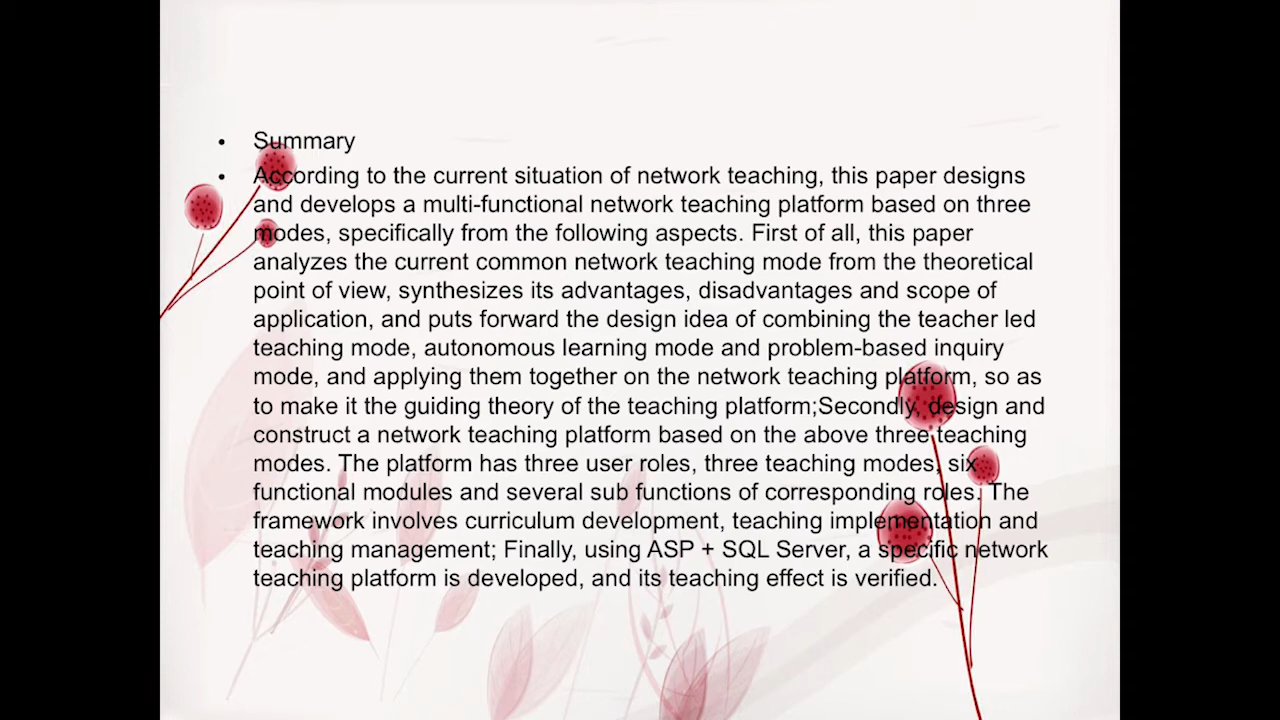 • Summary
• According to the current situation of network teaching, this paper designs
and develops a multi-functional network teaching platform based on three
modes, specifically from the following aspects. First of all, this paper
analyzes the current common network teaching mode from the theoretical
point of view, synthesizes its advantages, disadvantages and scope of
application, and puts forward the design idea of combining the teacher led
teaching mode, autonomous learning mode and problem-based inquiry
mode, and applying them together on the network teaching platform, so as
to make it the guiding theory of the teaching platform;Secondly, design and
construct a network teaching platform based on the above three teaching
modes. The platform has three user roles, three teaching modes, six
functional modules and several sub functions of corresponding roles. The
framework involves curriculum development, teaching implementation and
teaching management; Finally, using ASP + SQL Server, a specific network
teaching platform is developed, and its teaching effect is verified.